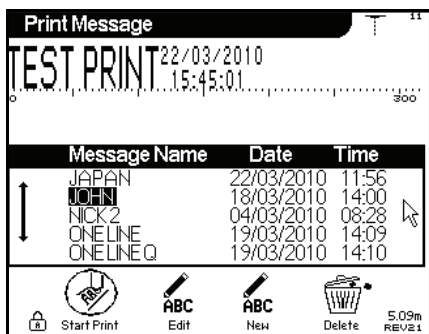 Print Message
11
TEST PRINT 22/03/2010
15:45:01
0 300
Message Name Date Time
JAPAN 22/03/2010 11:56
JOHN 18/03/2010 14:00
NICK 2 04/03/2010 08:28
ONE LINE 19/03/2010 14:09
ONE LINE Q 19/03/2010 14:10
ABC ABC
Start Print Edit New Delete
5.09m
REV21